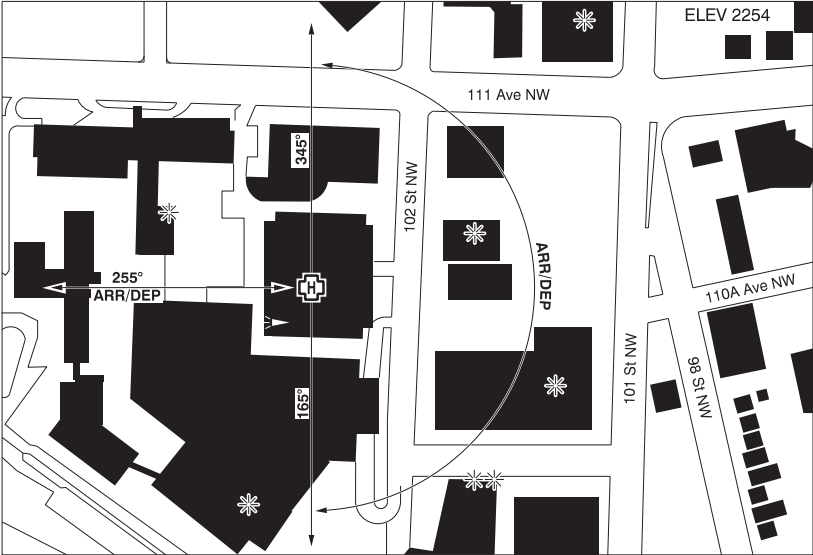 ELEV 2254
111 Ave NW
345°
102 St NW
ARR/DEP
255°
ARR/DEP
H
110A Ave NW
165°
101 St NW
98 St NW